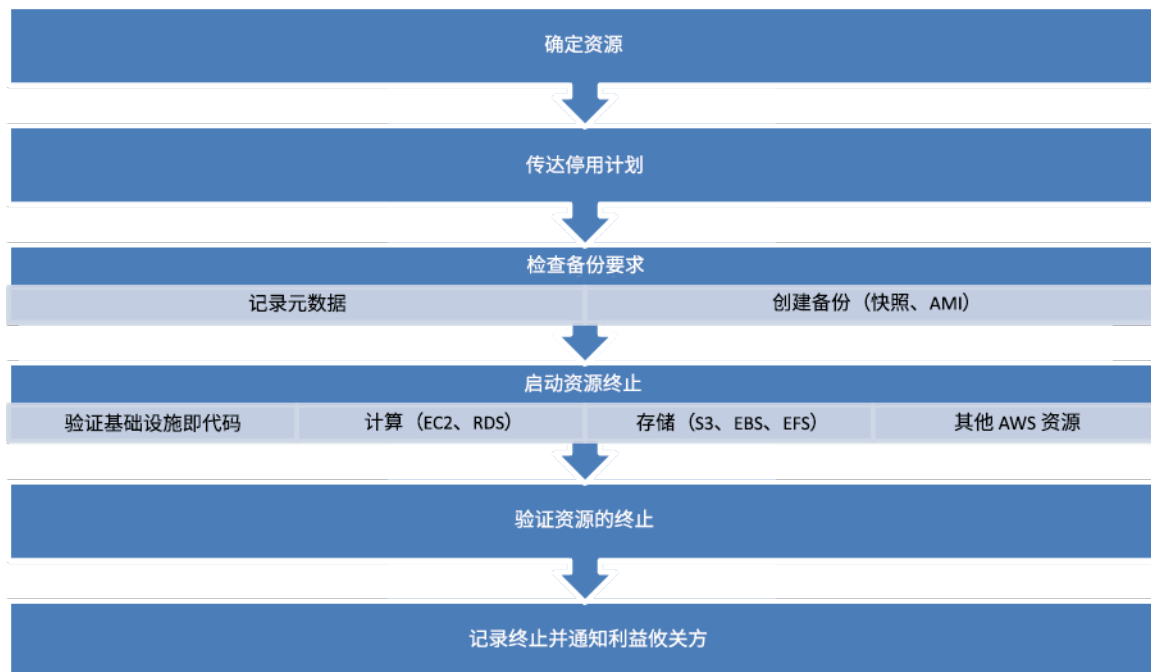 确定资源
传达停用计划
检查备份要求
记录元数据
创建备份（快照、AMI）
启动资源终止
验证基础设施即代码
计算（EC2、RDS）
存储（S3、EBS、EFS）
其他 AWS 资源
验证资源的终止
记录终止并通知利益攸关方